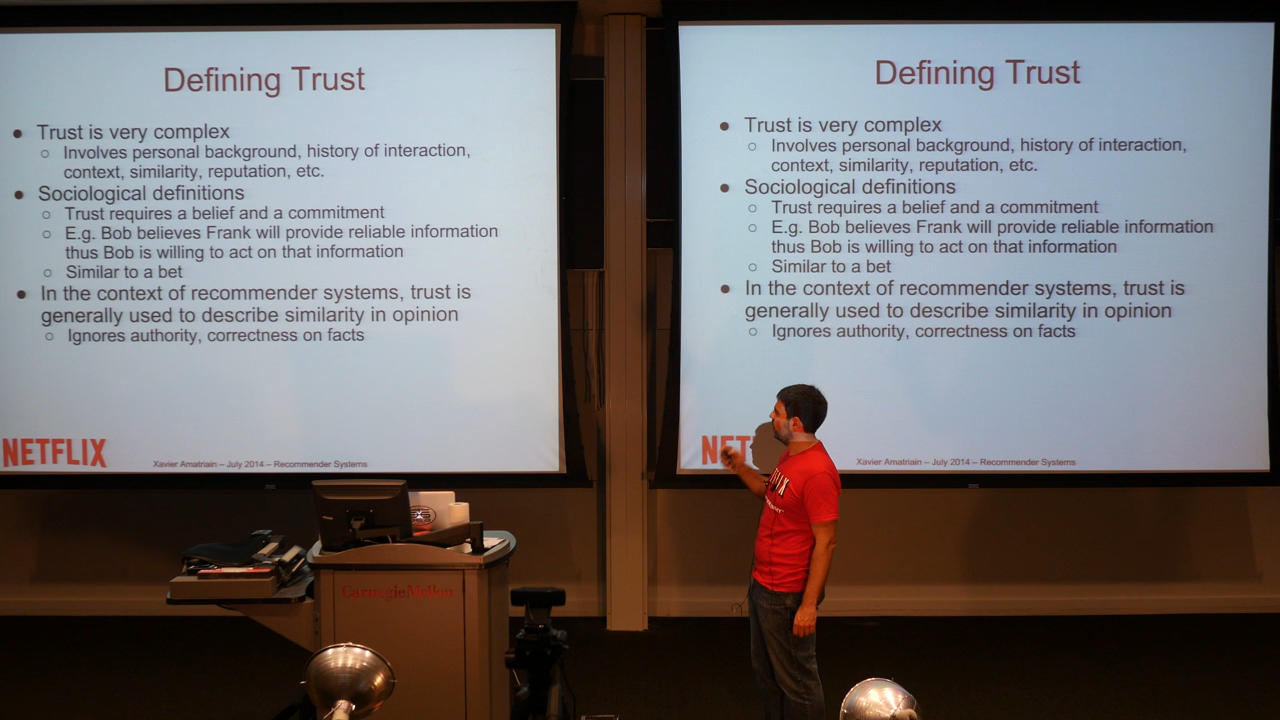 Defining Trust
● Trust is very complex
○ Involves personal background, history of interaction,
context, similarity, reputation, etc.
● Sociological definitions
○ Trust requires a belief and a commitment
○ E.g. Bob believes Frank will provide reliable information
thus Bob is willing to act on that information
○ Similar to a bet
● In the context of recommender systems, trust is
generally used to describe similarity in opinion
○ Ignores authority, correctness on facts
NETFLIX
Xavier Amatriain – July 2014 – Recommender Systems
Defining Trust
● Trust is very complex
○ Involves personal background, history of interaction,
context, similarity, reputation, etc.
● Sociological definitions
○ Trust requires a belief and a commitment
○ E.g. Bob believes Frank will provide reliable information
thus Bob is willing to act on that information
○ Similar to a bet
● In the context of recommender systems, trust is
generally used to describe similarity in opinion
○ Ignores authority, correctness on facts
NET
Xavier Amatriain – July 2014 – Recommender Systems
CarnegieMellon